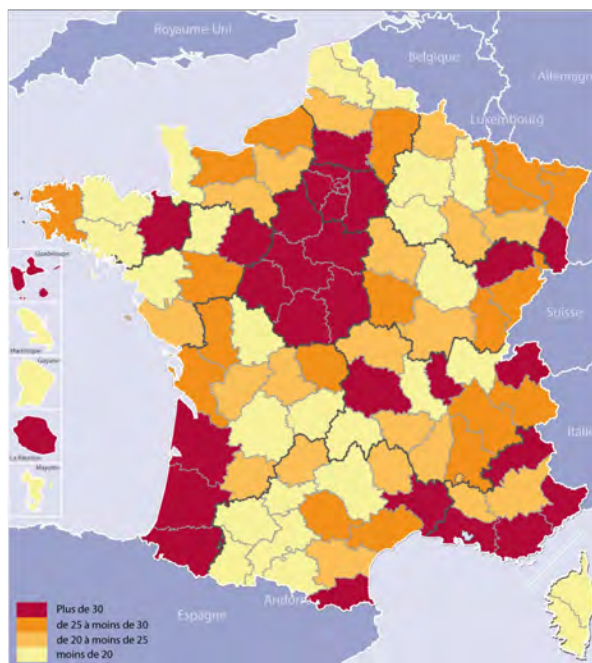 Royaume Uni
Belgique
Allemagne
Luxembourg
Guadeloupe
Suisse
Martinique
Guyane
Italie
La Réunion
Mayotte
Plus de 30
de 25 à moins de 30
de 20 à moins de 25
moins de 20
Andorre
Espagne